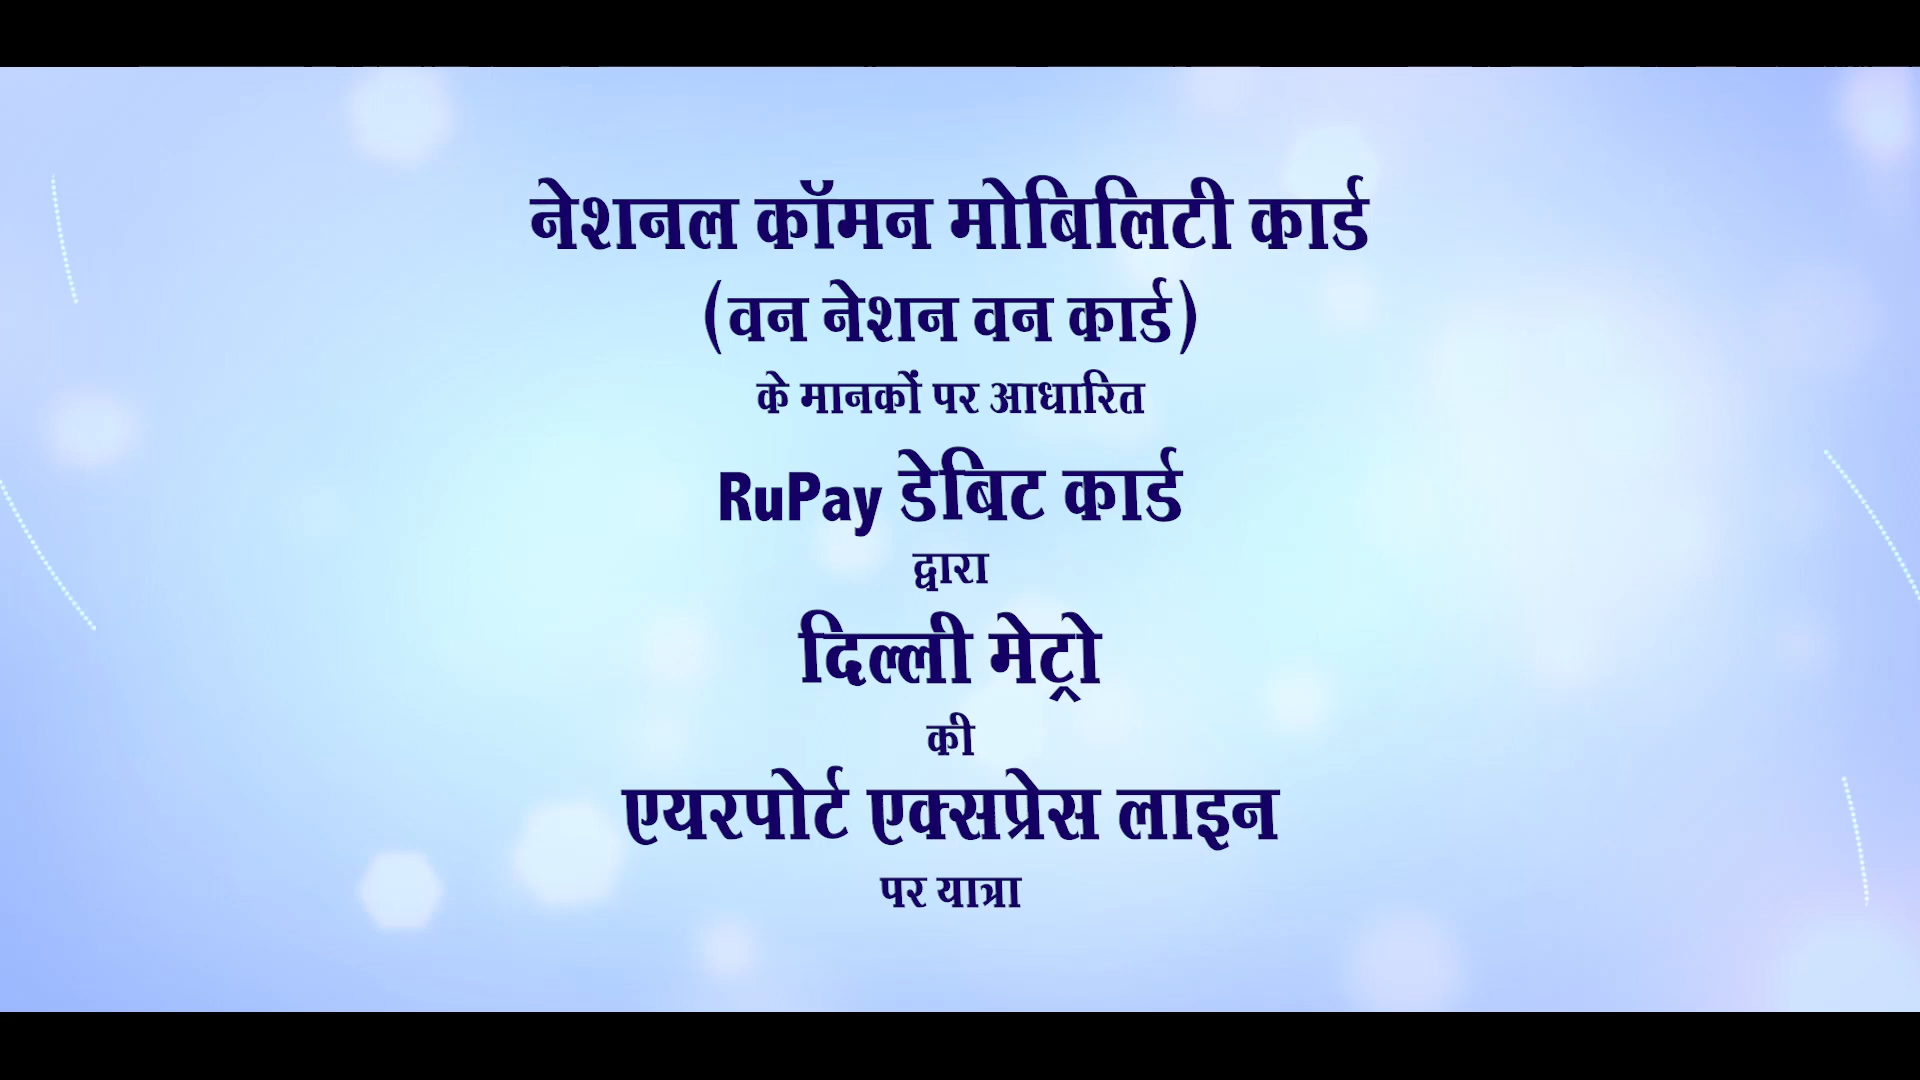 नेशनल कॉमन मोबिलिटी कार्ड
(वन नेशन वन कार्ड)
के मानकों पर आधारित
RuPay डेबिट कार्ड
द्वारा
दिल्ली मेट्रो
की
एयरपोर्ट एक्सप्रेस लाइन
पर यात्रा